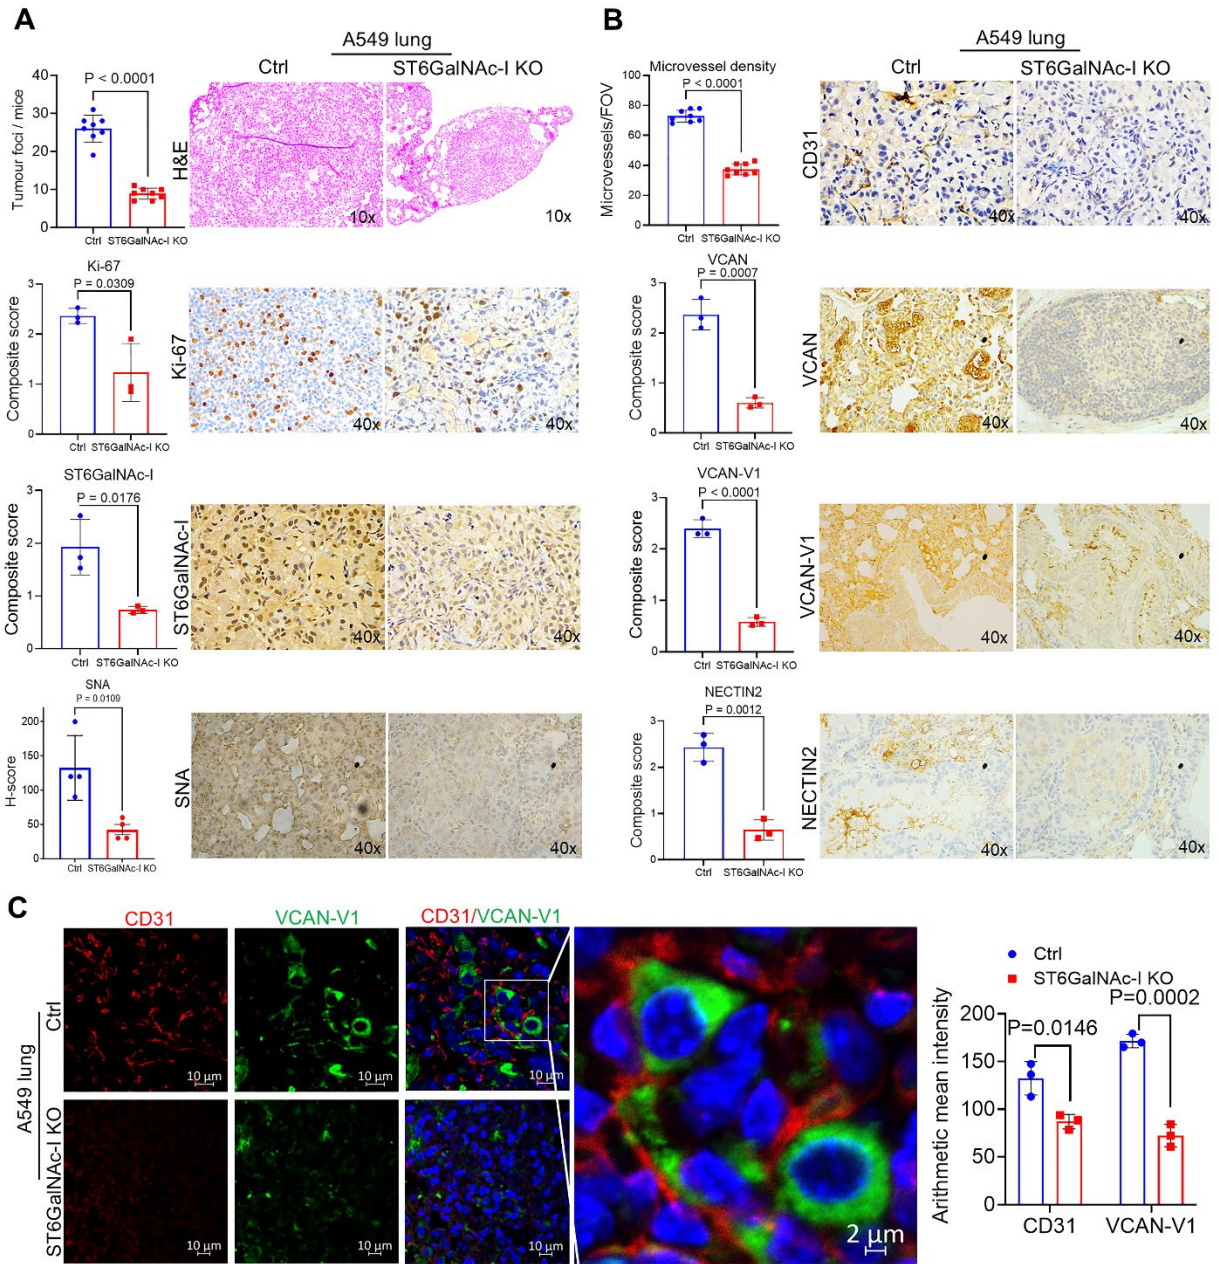 A
A549 lung
Ctrl
ST6GalNAc-I KO
P < 0.0001
Tumour foci / mice
40
30
20
10
0
Ctrl
ST6GalNAc-I KO
H&E
10x
10x
Ki-67
P = 0.0309
Composite score
3
2
1
0
Ctrl
ST6GalNAc-I KO
Ki-67
40x
40x
ST6GalNAc-I
P = 0.0176
Composite score
3
2
1
0
Ctrl
ST6GalNAc-I KO
ST6GalNAc-I
40x
40x
SNA
P = 0.0109
H-score
200
150
100
50
0
Ctrl
ST6GalNAc-I KO
SNA
40x
40x
B
A549 lung
Ctrl
ST6GalNAc-I KO
Microvessel density
P < 0.0001
Microvessels/FOV
100
80
60
40
20
0
Ctrl
ST6GalNAc-I KO
CD31
40x
40x
VCAN
P = 0.0007
Composite score
3
2
1
0
Ctrl
ST6GalNAc-I KO
VCAN
40x
40x
VCAN-V1
P < 0.0001
Composite score
3
2
1
0
Ctrl
ST6GalNAc-I KO
VCAN-V1
40x
40x
NECTIN2
P = 0.0012
Composite score
3
2
1
0
Ctrl
ST6GalNAc-I KO
NECTIN2
40x
40x
C
CD31
VCAN-V1
CD31/VCAN-V1
A549 lung
Ctrl
10 µm
10 µm
10 µm
ST6GalNAc-I KO
10 µm
10 µm
10 µm
2 µm
Ctrl
ST6GalNAc-I KO
P=0.0146
P=0.0002
Arithmetic mean intensity
200
150
100
50
0
CD31
VCAN-V1